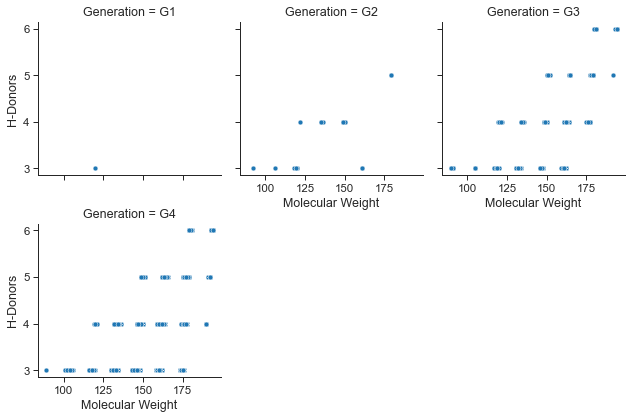 Generation = G1
Generation = G2
Generation = G3
H-Donors
6
5
4
3
100 125 150 175
Molecular Weight
100 125 150 175
Molecular Weight
Generation = G4
H-Donors
6
5
4
3
100 125 150 175
Molecular Weight